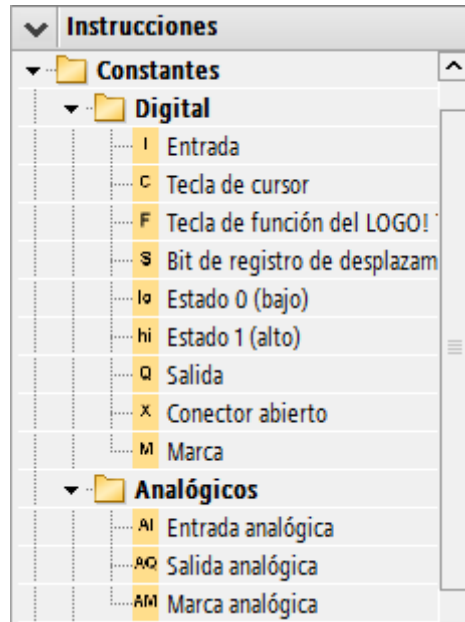 Instrucciones
Constantes
Digital
I Entrada
C Tecla de cursor
F Tecla de función del LOGO!
S Bit de registro de desplazam
lo Estado 0 (bajo)
hi Estado 1 (alto)
Q Salida
X Conector abierto
M Marca
Analógicos
AI Entrada analógica
AQ Salida analógica
AM Marca analógica